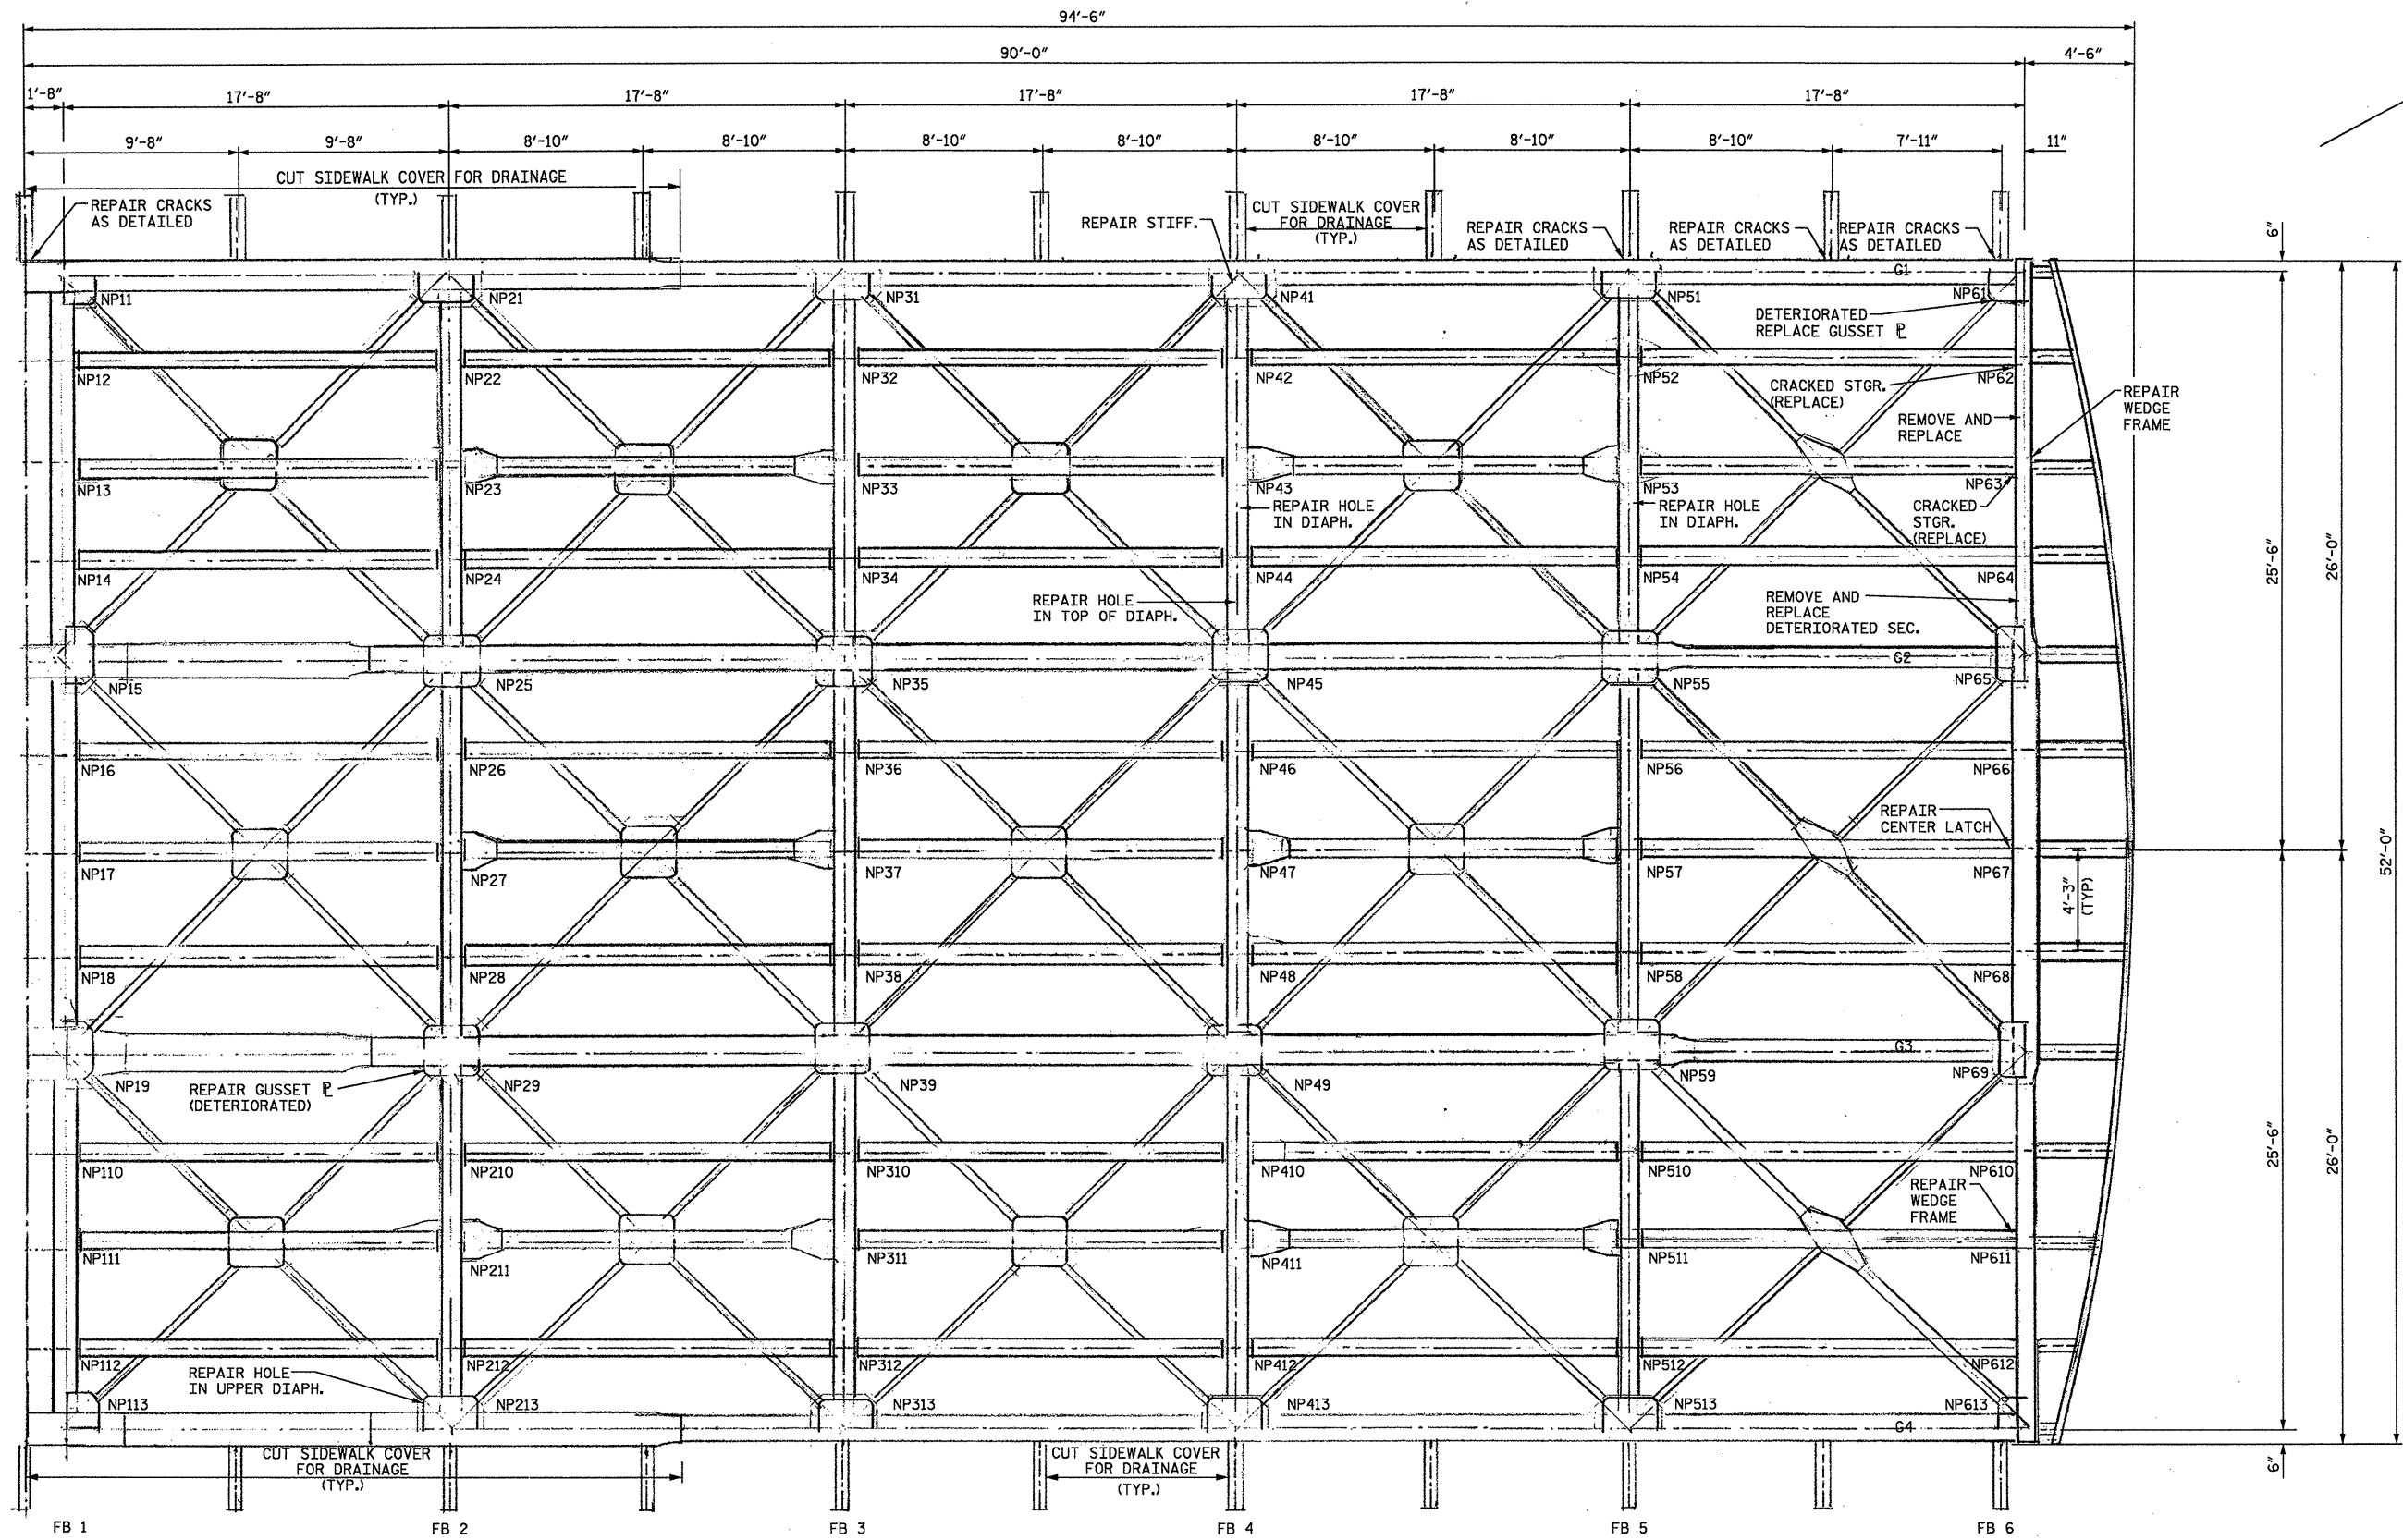 94'-6"
90'-0"
4'-6"
1'-8"
17'-8"
17'-8"
17'-8"
17'-8"
17'-8"
9'-8"
9'-8"
8'-10"
8'-10"
8'-10"
8'-10"
8'-10"
8'-10"
8'-10"
7'-11"
11"
CUT SIDEWALK COVER FOR DRAINAGE
(TYP.)
REPAIR CRACKS
AS DETAILED
REPAIR STIFF.
CUT SIDEWALK COVER
FOR DRAINAGE
(TYP.)
REPAIR CRACKS
AS DETAILED
REPAIR CRACKS
AS DETAILED
REPAIR CRACKS
AS DETAILED
6"
G1
NP11
NP21
NP31
NP41
NP51
NP61
DETERIORATED
REPLACE GUSSET ℙL
NP12
NP22
NP32
NP42
NP52
NP62
CRACKED STGR.
(REPLACE)
REPAIR
WEDGE
FRAME
REMOVE AND
REPLACE
NP13
NP23
NP33
NP43
NP53
NP63
REPAIR HOLE
IN DIAPH.
REPAIR HOLE
IN DIAPH.
CRACKED
STGR.
(REPLACE)
25'-6"
26'-0"
NP14
NP24
NP34
NP44
NP54
NP64
REPAIR HOLE
IN TOP OF DIAPH.
REMOVE AND
REPLACE
DETERIORATED SEC.
G2
NP15
NP25
NP35
NP45
NP55
NP65
NP16
NP26
NP36
NP46
NP56
NP66
REPAIR
CENTER LATCH
NP17
NP27
NP37
NP47
NP57
NP67
4'-3"
(TYP)
52'-0"
NP18
NP28
NP38
NP48
NP58
NP68
G3
NP19
NP29
NP39
NP49
NP59
NP69
REPAIR GUSSET ℙL
(DETERIORATED)
25'-6"
26'-0"
NP110
NP210
NP310
NP410
NP510
NP610
REPAIR
WEDGE
FRAME
NP111
NP211
NP311
NP411
NP511
NP611
NP112
NP212
NP312
NP412
NP512
NP612
REPAIR HOLE
IN UPPER DIAPH.
NP113
NP213
NP313
NP413
NP513
NP613
G4
CUT SIDEWALK COVER
FOR DRAINAGE
(TYP.)
CUT SIDEWALK COVER
FOR DRAINAGE
(TYP.)
6"
FB 1
FB 2
FB 3
FB 4
FB 5
FB 6